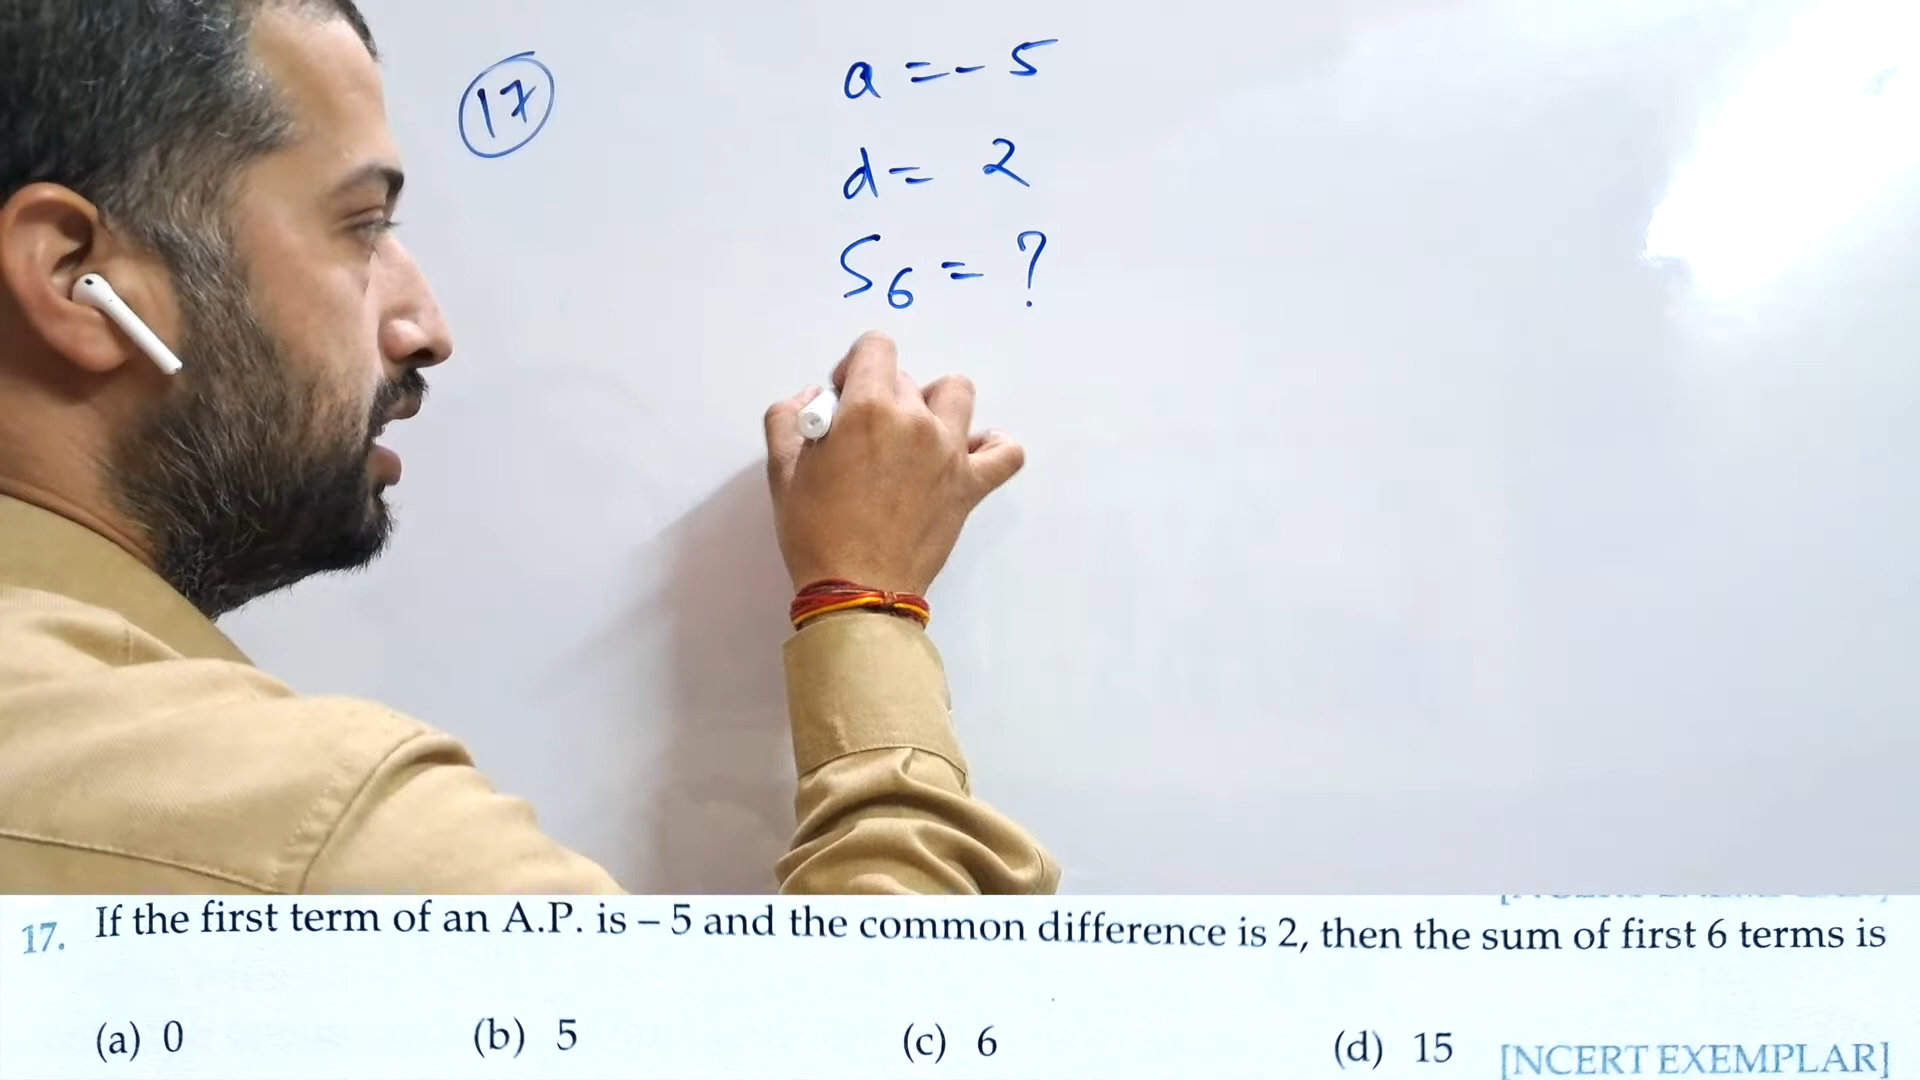 17
a = - 5
d = 2
S6 = ?
17. If the first term of an A.P. is – 5 and the common difference is 2, then the sum of first 6 terms is
(a) 0 (b) 5 (c) 6 (d) 15
[NCERT EXEMPLAR]